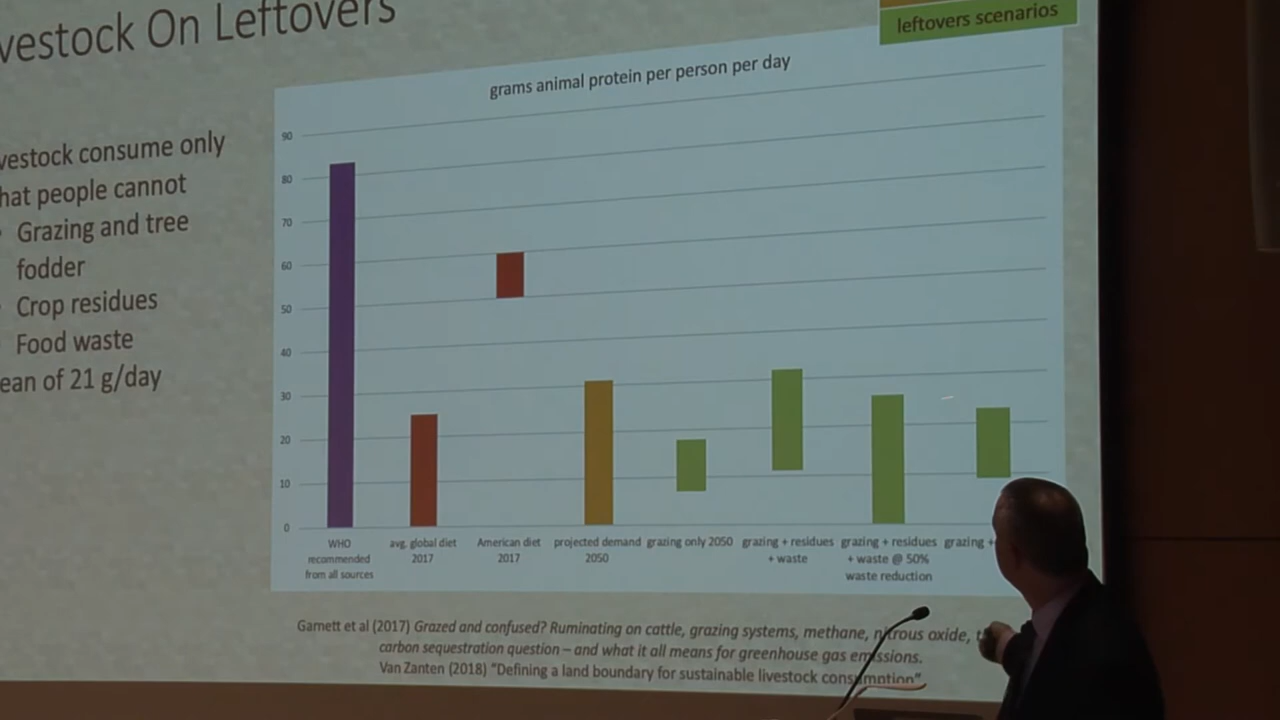 vestock On Leftovers
leftovers scenarios
vestock consume only
hat people cannot
Grazing and tree
fodder
Crop residues
Food waste
ean of 21 g/day
grams animal protein per person per day
90
80
70
60
50
40
30
20
10
0
WHO
recommended
from all sources
avg. global diet
2017
American diet
2017
projected demand
2050
grazing only 2050
grazing + residues
+ waste
grazing + residues
+ waste @ 50%
waste reduction
grazing +
Garnett et al (2017) Grazed and confused? Ruminating on cattle, grazing systems, methane, nitrous oxide, t
carbon sequestration question – and what it all means for greenhouse gas emissions.
Van Zanten (2018) "Defining a land boundary for sustainable livestock consumption"